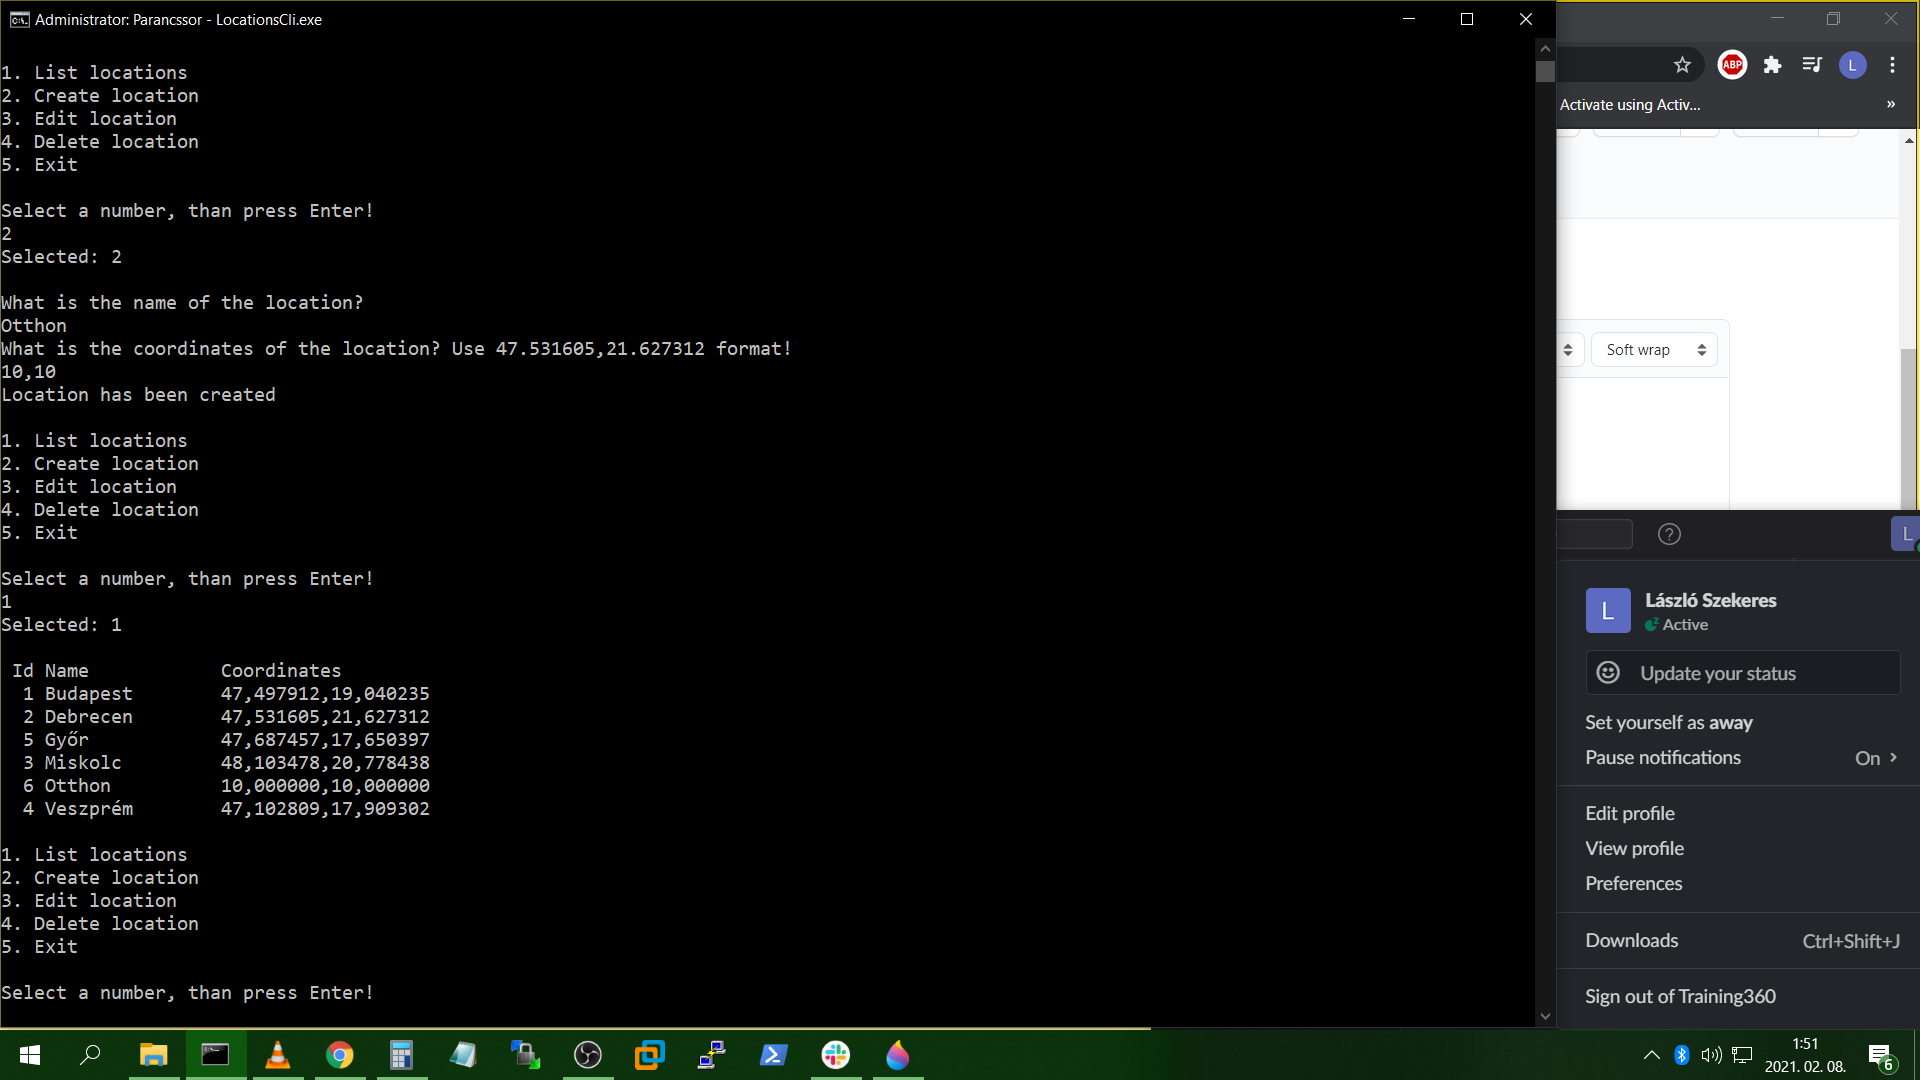 Administrator: Parancssor - LocationsCli.exe
1. List locations
2. Create location
3. Edit location
4. Delete location
5. Exit
Select a number, than press Enter!
2
Selected: 2
What is the name of the location?
Otthon
What is the coordinates of the location? Use 47.531605,21.627312 format!
10,10
Location has been created
1. List locations
2. Create location
3. Edit location
4. Delete location
5. Exit
Select a number, than press Enter!
1
Selected: 1
Id Name Coordinates
1 Budapest 47,497912,19,040235
2 Debrecen 47,531605,21,627312
5 Győr 47,687457,17,650397
3 Miskolc 48,103478,20,778438
6 Otthon 10,000000,10,000000
4 Veszprém 47,102809,17,909302
1. List locations
2. Create location
3. Edit location
4. Delete location
5. Exit
Select a number, than press Enter!
ABP
L
Activate using Activ...
»
Soft wrap
?
L
L
László Szekeres
Active
Update your status
Set yourself as away
Pause notifications On
Edit profile
View profile
Preferences
Downloads Ctrl+Shift+J
Sign out of Training360
1:51
2021. 02. 08.
6